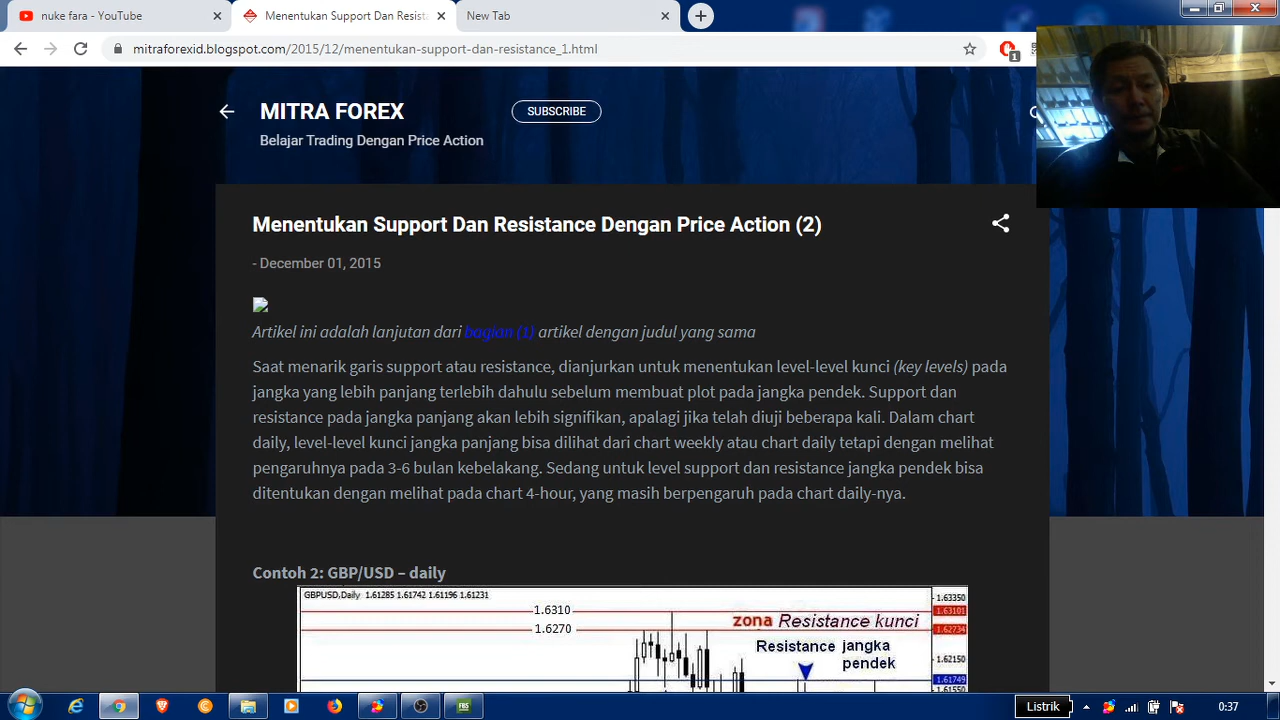 nuke fara - YouTube
Menentukan Support Dan Resista
New Tab
mitraforexid.blogspot.com/2015/12/menentukan-support-dan-resistance_1.html
1
MITRA FOREX
SUBSCRIBE
Belajar Trading Dengan Price Action
Menentukan Support Dan Resistance Dengan Price Action (2)
- December 01, 2015
Artikel ini adalah lanjutan dari bagian (1) artikel dengan judul yang sama
Saat menarik garis support atau resistance, dianjurkan untuk menentukan level-level kunci (key levels) pada
jangka yang lebih panjang terlebih dahulu sebelum membuat plot pada jangka pendek. Support dan
resistance pada jangka panjang akan lebih signifikan, apalagi jika telah diuji beberapa kali. Dalam chart
daily, level-level kunci jangka panjang bisa dilihat dari chart weekly atau chart daily tetapi dengan melihat
pengaruhnya pada 3-6 bulan kebelakang. Sedang untuk level support dan resistance jangka pendek bisa
ditentukan dengan melihat pada chart 4-hour, yang masih berpengaruh pada chart daily-nya.
Contoh 2: GBP/USD – daily
GBPUSD,Daily 1.61285 1.61742 1.61196 1.61231
1.63350
1.6310
1.63101
zona Resistance kunci
1.6270
1.62734
Resistance jangka
pendek
1.62150
1.61749
1.61550
FBS
Listrik
0:37